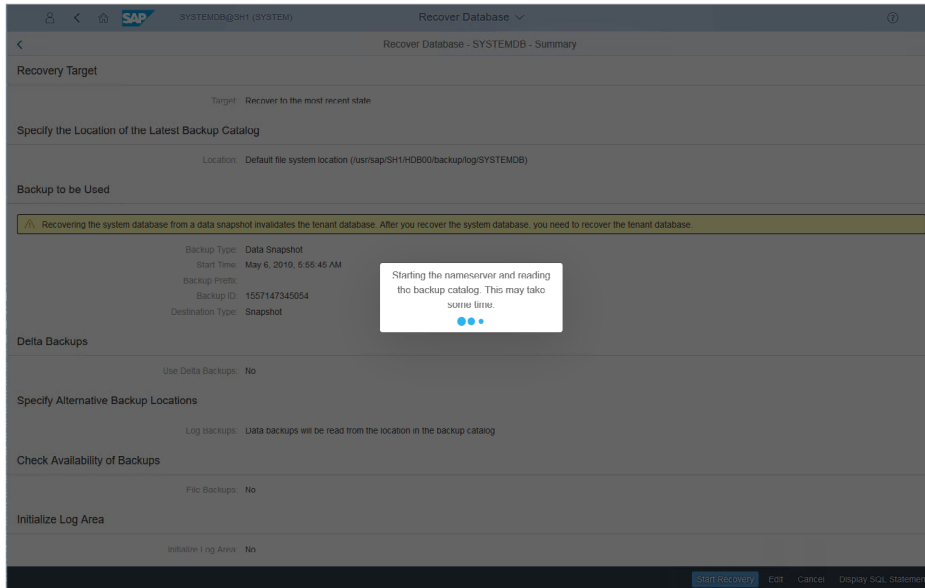 SAP SYSTEMDB@SH1 (SYSTEM) Recover Database
Recover Database - SYSTEMDB - Summary
Recovery Target
Target: Recover to the most recent state
Specify the Location of the Latest Backup Catalog
Location: Default file system location (/usr/sap/SH1/HDB00/backup/log/SYSTEMDB)
Backup to be Used
Recovering the system database from a data snapshot invalidates the tenant database. After you recover the system database, you need to recover the tenant database.
Backup Type: Data Snapshot
Start Time: May 6, 2010, 5:55:45 AM
Backup Prefix:
Backup ID: 1557147345054
Destination Type: Snapshot
Starting the nameserver and reading
the backup catalog. This may take
some time.
Delta Backups
Use Delta Backups: No
Specify Alternative Backup Locations
Log Backups: Data backups will be read from the location in the backup catalog
Check Availability of Backups
File Backups: No
Initialize Log Area
Initialize Log Area: No
Start Recovery Edit Cancel Display SQL Statement